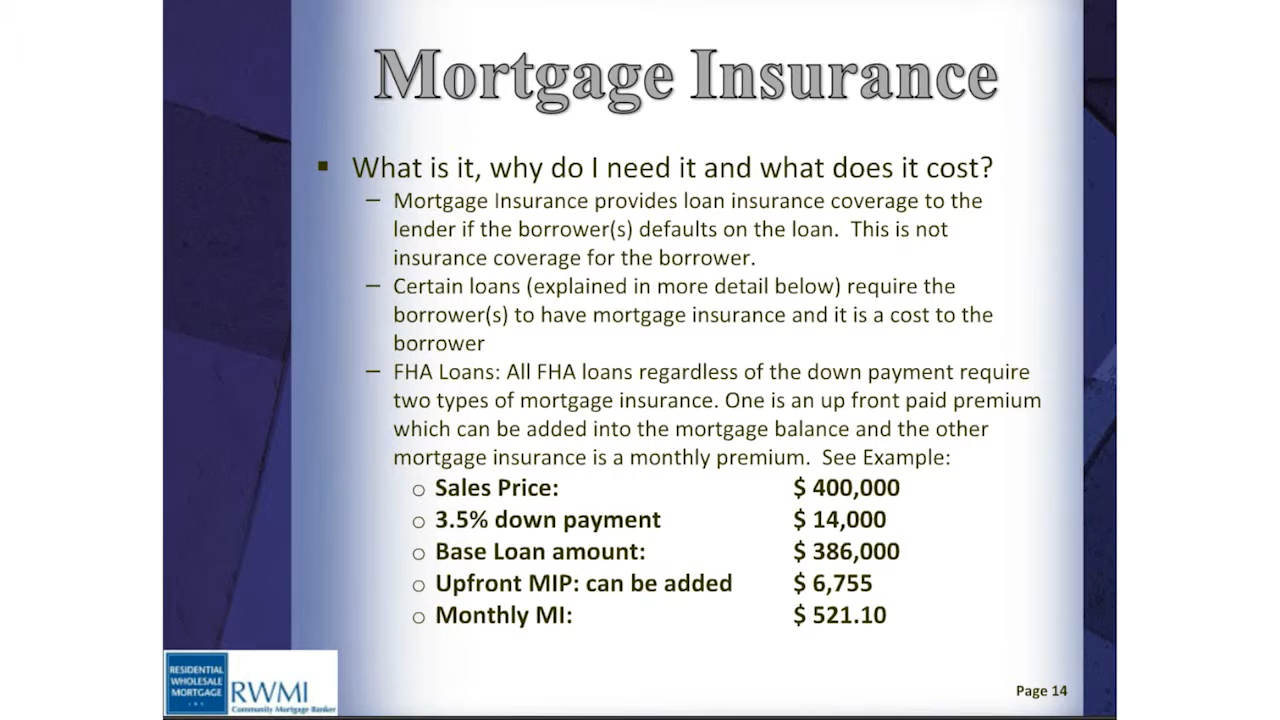 Mortgage Insurance
▪ What is it, why do I need it and what does it cost?
– Mortgage Insurance provides loan insurance coverage to the
lender if the borrower(s) defaults on the loan.  This is not
insurance coverage for the borrower.
– Certain loans (explained in more detail below) require the
borrower(s) to have mortgage insurance and it is a cost to the
borrower
– FHA Loans: All FHA loans regardless of the down payment require
two types of mortgage insurance. One is an up front paid premium
which can be added into the mortgage balance and the other
mortgage insurance is a monthly premium.  See Example:
o Sales Price: $ 400,000
o 3.5% down payment $ 14,000
o Base Loan amount: $ 386,000
o Upfront MIP: can be added $ 6,755
o Monthly MI: $ 521.10
RESIDENTIAL
WHOLESALE
MORTGAGE
INC
RWMI
Community Mortgage Banker
Page 14